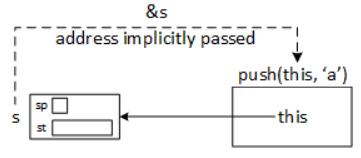 &s
address implicitly passed
push(this, ‘a’)
sp
s
st
this